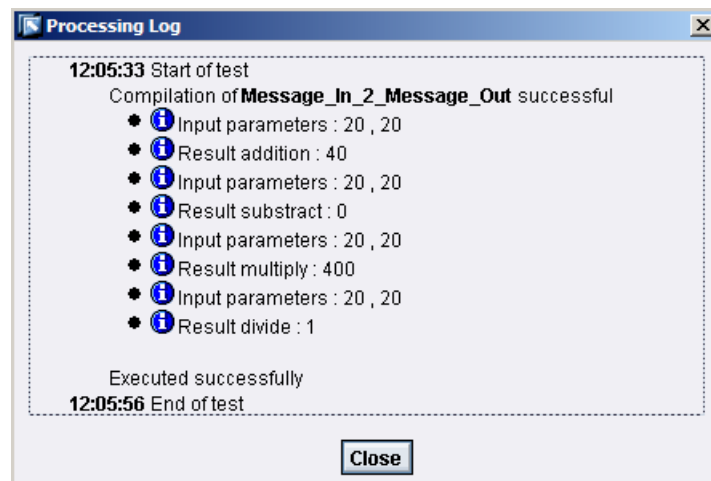 Processing Log
12:05:33 Start of test
Compilation of Message_In_2_Message_Out successful
Input parameters : 20 , 20
Result addition : 40
Input parameters : 20 , 20
Result substract : 0
Input parameters : 20 , 20
Result multiply : 400
Input parameters : 20 , 20
Result divide : 1
Executed successfully
12:05:56 End of test
Close